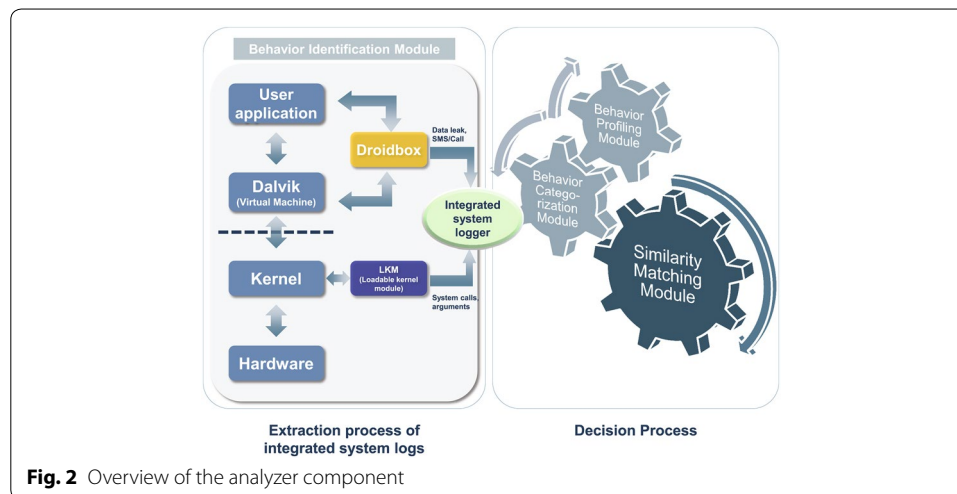 Behavior Identification Module
User
application
Data leak,
SMS/Call
Droidbox
Dalvik
(Virtual Machine)
Integrated
system
logger
Kernel
LKM
(Loadable kernel
module)
System calls,
arguments
Hardware
Behavior
Profiling
Module
Behavior
Catego-
rization
Module
Similarity
Matching
Module
Extraction process of
integrated system logs
Decision Process
Fig. 2 Overview of the analyzer component